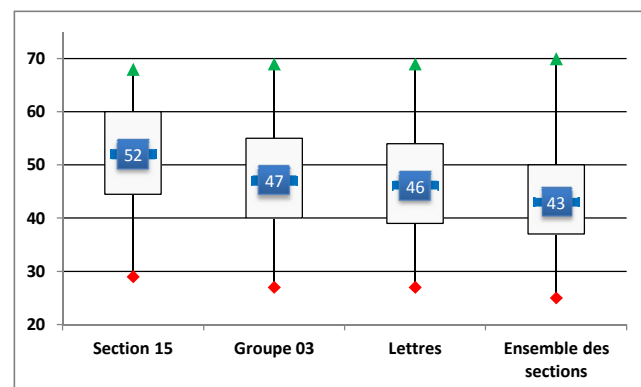 70
60
50
40
30
20
52
47
46
43
Section 15
Groupe 03
Lettres
Ensemble des
sections